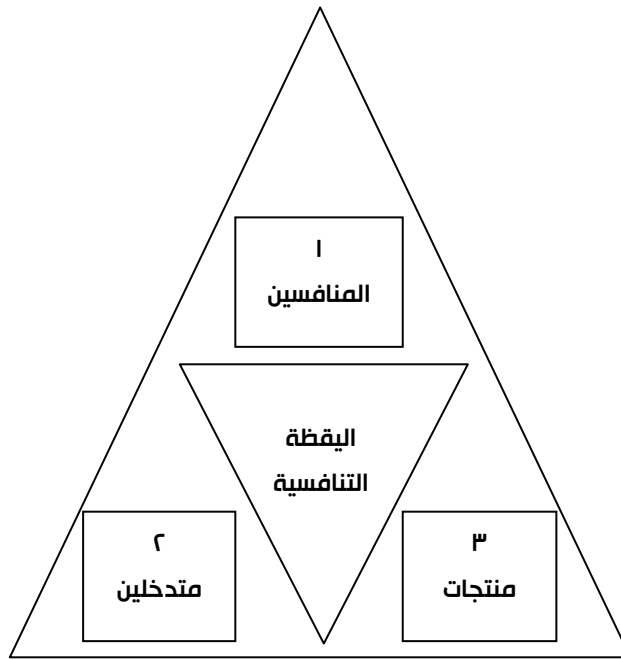 ١
المنافسين
اليقظة
التنافسية
٢
متدخلين
٣
منتجات